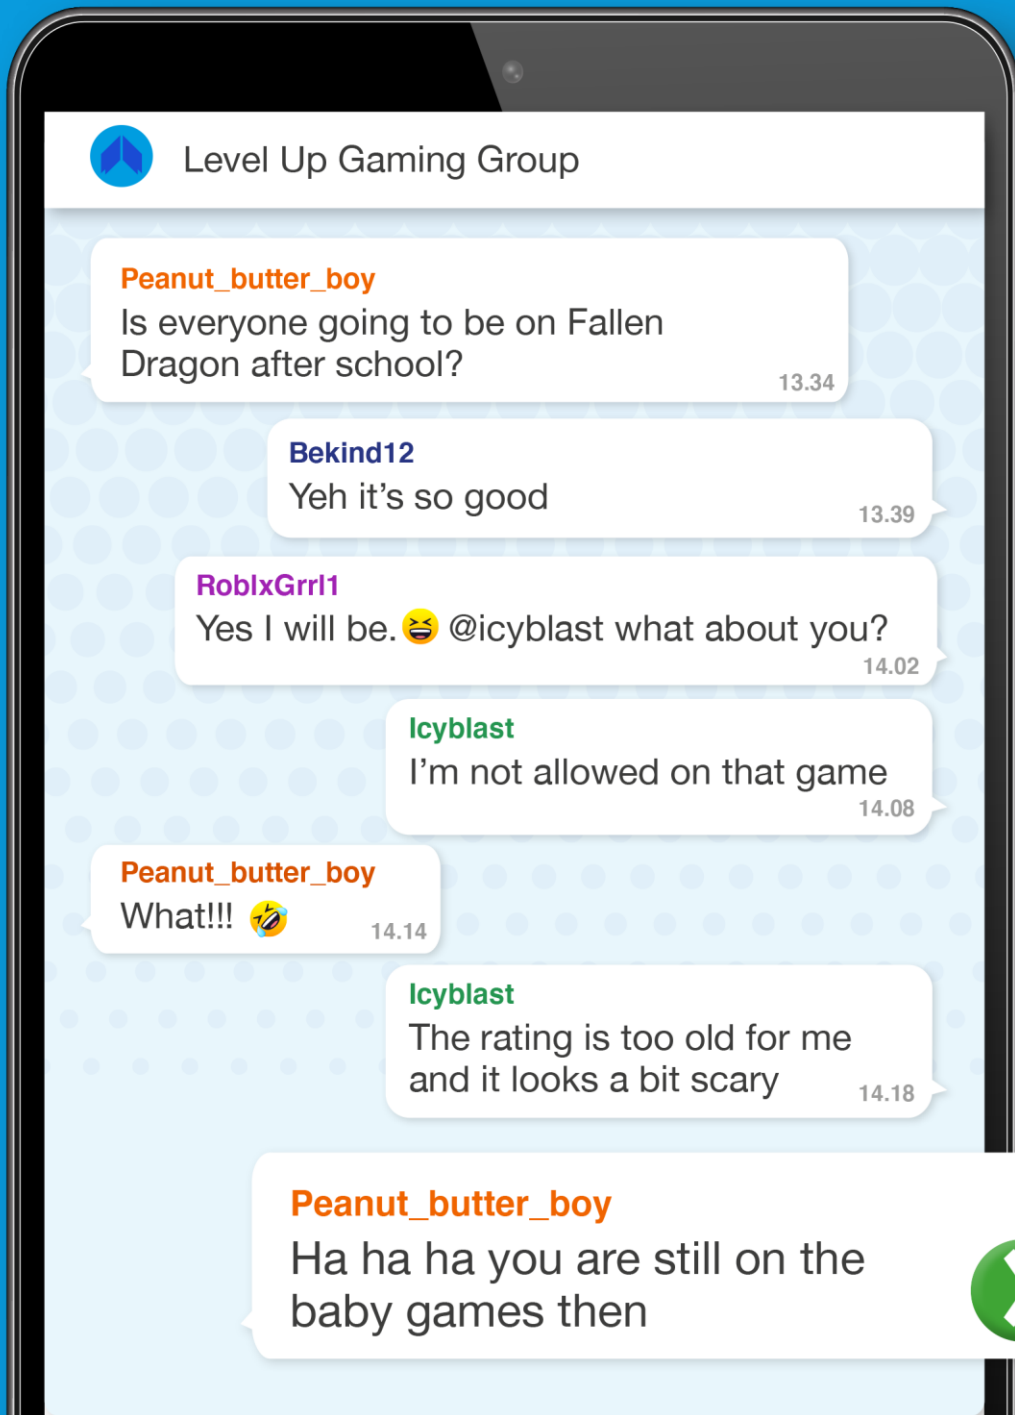 Level Up Gaming Group
Peanut_butter_boy
Is everyone going to be on Fallen
Dragon after school?
13.34
Bekind12
Yeh it's so good
13.39
RoblxGrrl1
Yes I will be.😆 @icyblast what about you?
14.02
Icyblast
I'm not allowed on that game
14.08
Peanut_butter_boy
What!!! 🤣
14.14
Icyblast
The rating is too old for me
and it looks a bit scary
14.18
Peanut_butter_boy
Ha ha ha you are still on the
baby games then